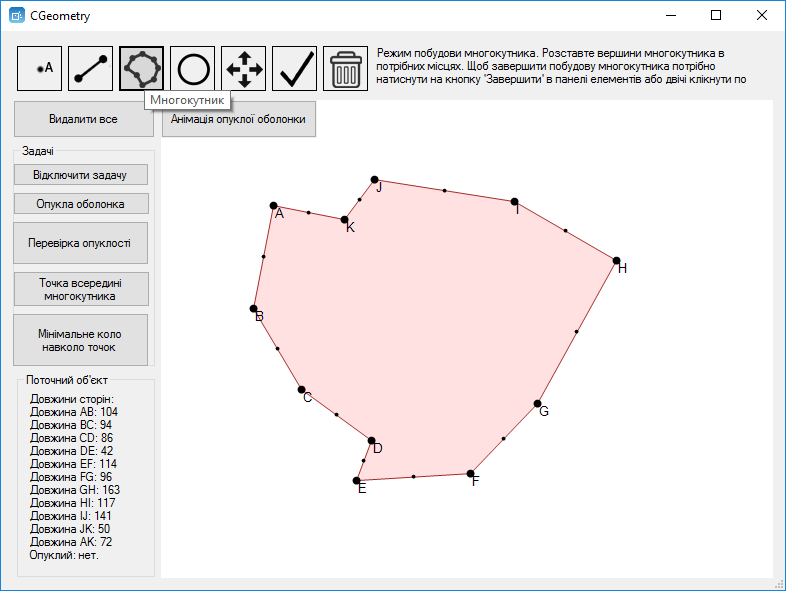 CGeometry
A
Режим побудови многокутника. Розставте вершини многокутника в
потрібних місцях. Щоб завершити побудову многокутника потрібно
натиснути на кнопку 'Завершити' в панелі елементів або двічі клікнути по
Многокутник
Видалити все
Анімація опуклої оболонки
Задачі
Відключити задачу
Опукла оболонка
Перевірка опуклості
Точка всередині
многокутника
Мінімальне коло
навколо точок
Поточний об'єкт
Довжини сторін:
Довжина AB: 104
Довжина BC: 94
Довжина CD: 86
Довжина DE: 42
Довжина EF: 114
Довжина FG: 96
Довжина GH: 163
Довжина HI: 117
Довжина IJ: 141
Довжина JK: 50
Довжина AK: 72
Опуклий: нет.
J
A
I
K
H
B
C
G
D
E
F